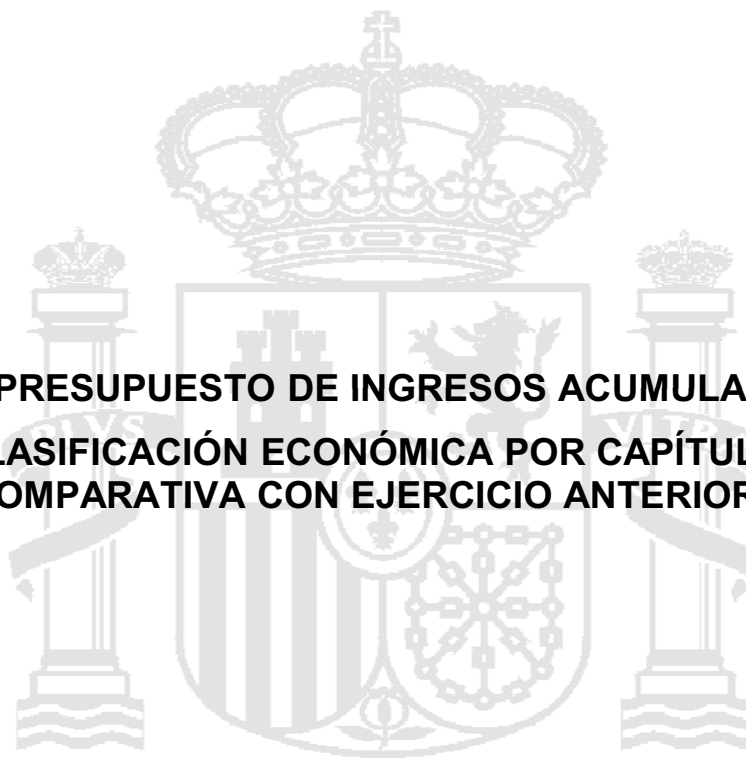 PRESUPUESTO DE INGRESOS ACUMULA
LASIFICACIÓN ECONÓMICA POR CAPÍTUL
OMPARATIVA CON EJERCICIO ANTERIOR